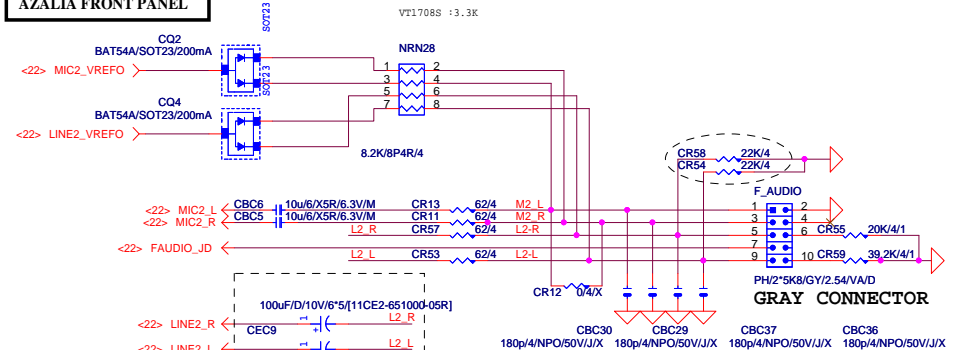 AZALIA FRONT PANEL
VT1708S :3.3K
SOT23
CQ2
BAT54A/SOT23/200mA
NRN28
<22> MIC2_VREFO
1 2
3 4
5 6
7 8
SOT23
CQ4
BAT54A/SOT23/200mA
<22> LINE2_VREFO
8.2K/8P4R/4
CR58 22K/4
CR54 22K/4
F_AUDIO
<22> MIC2_L CBC6 10u/6/X5R/6.3V/M CR13 62/4 M2_L 1 2
<22> MIC2_R CBC5 10u/6/X5R/6.3V/M CR11 62/4 M2_R 3 4
L2_R CR57 62/4 L2-R 5 6 CR55 20K/4/1
<22> FAUDIO_JD 7
L2_L CR53 62/4 L2-L 9 10 CR59 39.2K/4/1
CR12 0/4/X
PH/2*5K8/GY/2.54/VA/D
GRAY CONNECTOR
100uF/D/10V/6*5/[11CE2-651000-05R]
<22> LINE2_R 1 + L2_R
CEC9
CBC30 CBC29 CBC37 CBC36
180p/4/NPO/50V/J/X 180p/4/NPO/50V/J/X 180p/4/NPO/50V/J/X 180p/4/NPO/50V/J/X
<22> LINE2_L 1 L2_L